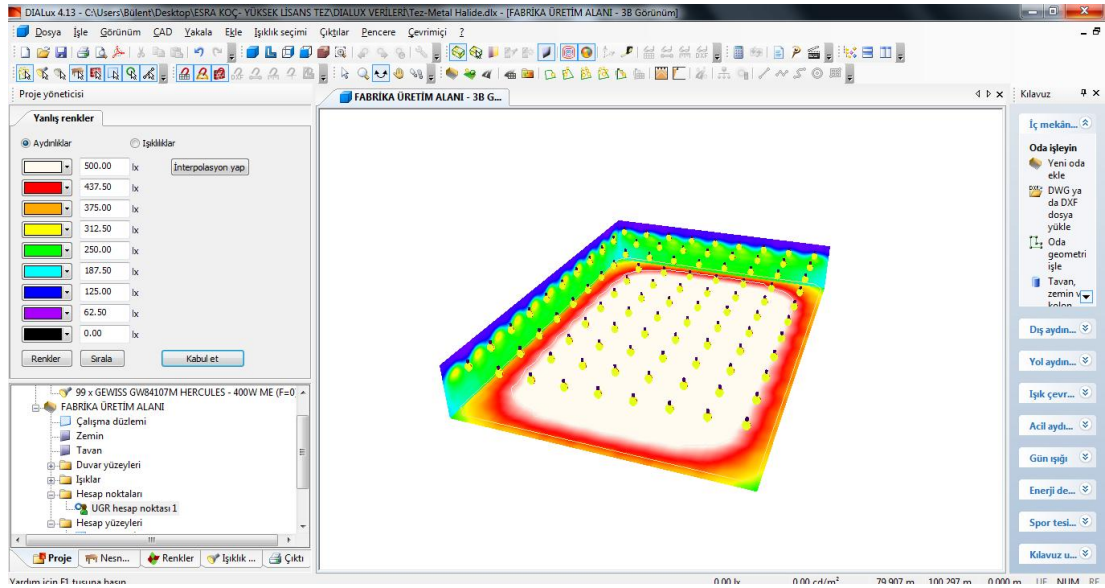 DIALux 4.13 - C:\Users\Bülent\Desktop\ESRA KOÇ- YÜKSEK LİSANS TEZ\DIALUX VERİLERİ\Tez-Metal Halide.dlx - [FABRİKA ÜRETİM ALANI - 3B Görünüm]
Dosya İşle Görünüm CAD Yakala Ekle Işıklık seçimi Çıktılar Pencere Çevrimiçi ?
Proje yöneticisi
FABRİKA ÜRETİM ALANI - 3B G...
Kılavuz
Yanlış renkler
Aydınlıklar Işıklılıklar
500.00 lx İnterpolasyon yap
437.50 lx
375.00 lx
312.50 lx
250.00 lx
187.50 lx
125.00 lx
62.50 lx
0.00 lx
Renkler Sırala Kabul et
99 x GEWISS GW84107M HERCULES - 400W ME (F=0
FABRİKA ÜRETİM ALANI
Çalışma düzlemi
Zemin
Tavan
Duvar yüzeyleri
Işıklar
Hesap noktaları
UGR hesap noktası 1
Hesap yüzeyleri
Proje Nesn... Renkler Işıklık ... Çıktı
İç mekân...
Oda işleyin
Yeni oda
ekle
DWG ya
da DXF
dosya
yükle
Oda
geometri
işle
Tavan,
zemin v
kolon
Dış aydın...
Yol aydın...
Işık çevr...
Acil aydı...
Gün ışığı
Enerji de...
Spor tesi...
Kılavuz u...
Yardım için F1 tuşuna basın. 0.00 lx 0.00 cd/m² 79.907 m 100.297 m 0.000 m UF NUM RF